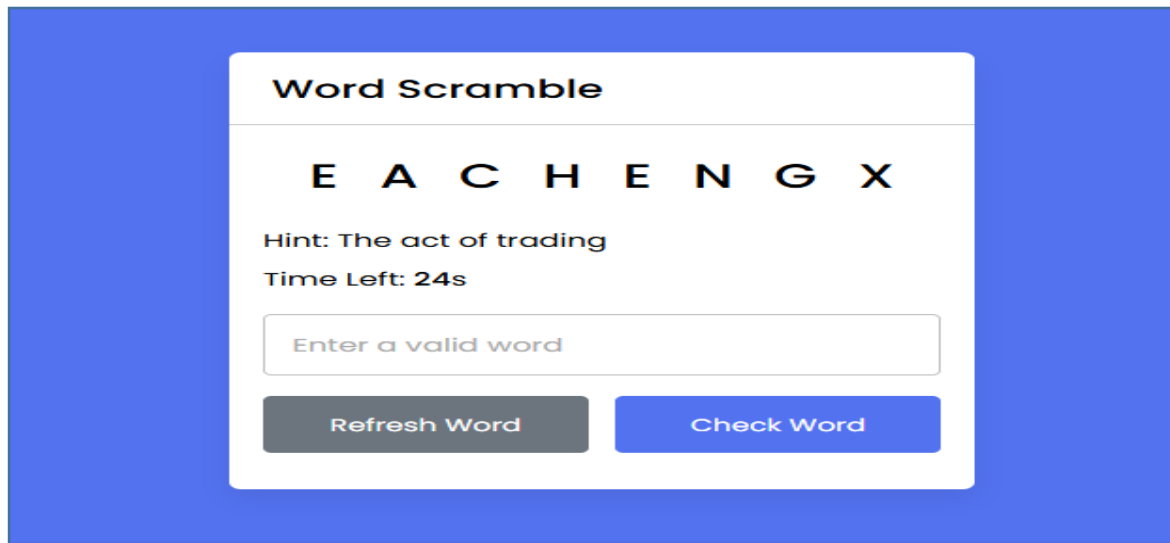 Word Scramble
E A C H E N G X
Hint: The act of trading
Time Left: 24s
Enter a valid word
Refresh Word Check Word